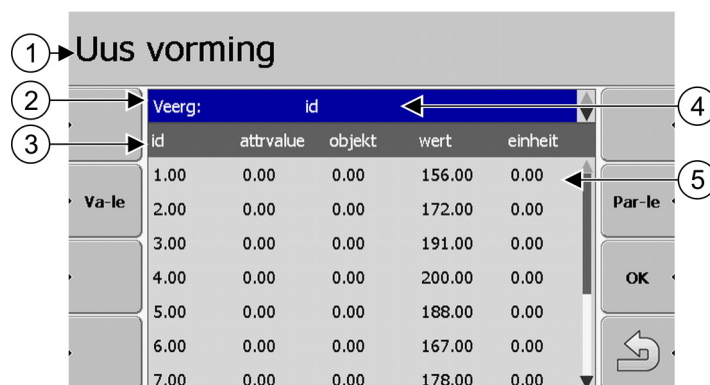 1 Uus vorming
2 Veerg: id 4
3 id attrvalue objekt wert einheit
1.00 0.00 0.00 156.00 0.00 5
Va-le 2.00 0.00 0.00 172.00 0.00 Par-le
3.00 0.00 0.00 191.00 0.00
4.00 0.00 0.00 200.00 0.00 OK
5.00 0.00 0.00 188.00 0.00
6.00 0.00 0.00 167.00 0.00
7.00 0.00 0.00 178.00 0.00